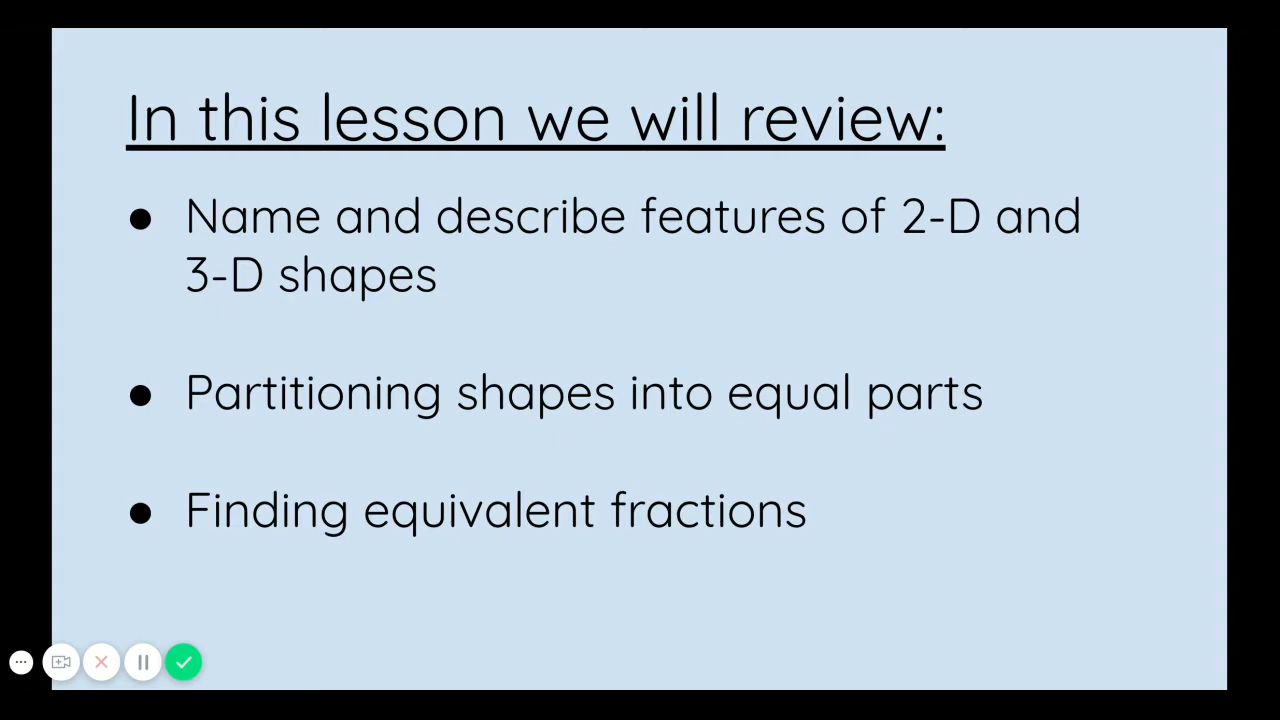 In this lesson we will review:
● Name and describe features of 2-D and
3-D shapes
● Partitioning shapes into equal parts
● Finding equivalent fractions